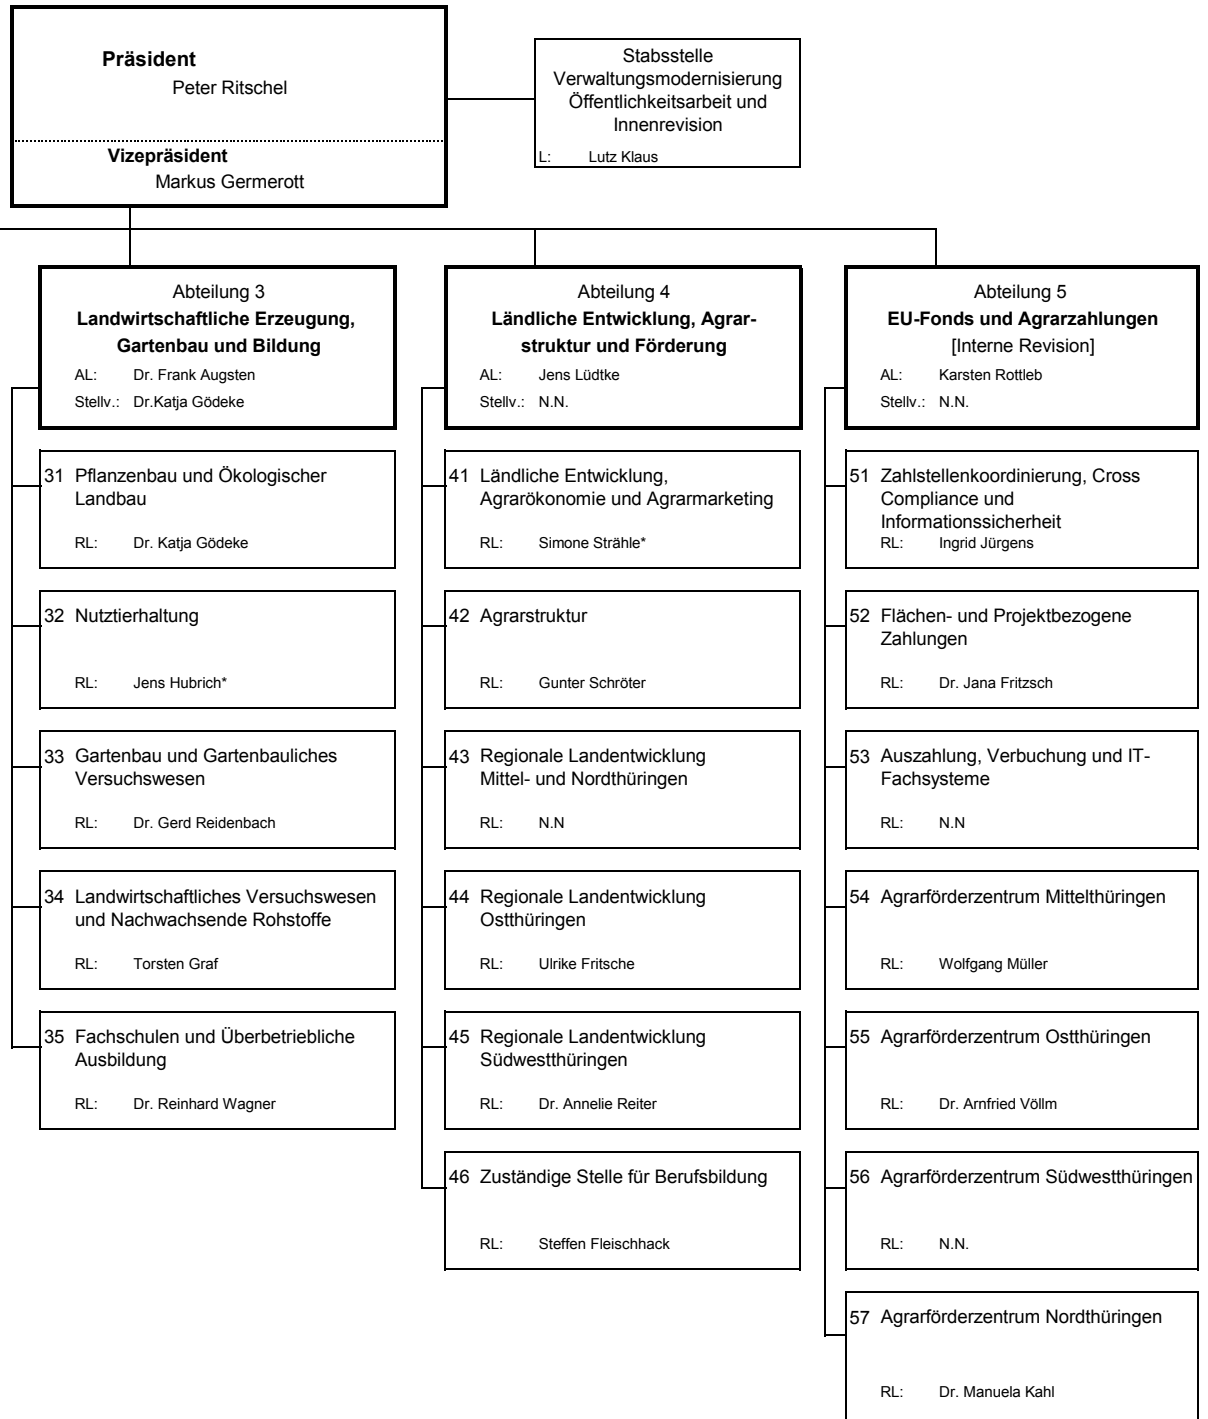 Präsident
Peter Ritschel
Vizepräsident
Markus Germerott
Stabsstelle
Verwaltungsmodernisierung
Öffentlichkeitsarbeit und
Innenrevision
L: Lutz Klaus
Abteilung 3
Landwirtschaftliche Erzeugung,
Gartenbau und Bildung
AL: Dr. Frank Augsten
Stellv.: Dr.Katja Gödeke
31 Pflanzenbau und Ökologischer
Landbau
RL: Dr. Katja Gödeke
32 Nutztierhaltung
RL: Jens Hubrich*
33 Gartenbau und Gartenbauliches
Versuchswesen
RL: Dr. Gerd Reidenbach
34 Landwirtschaftliches Versuchswesen
und Nachwachsende Rohstoffe
RL: Torsten Graf
35 Fachschulen und Überbetriebliche
Ausbildung
RL: Dr. Reinhard Wagner
Abteilung 4
Ländliche Entwicklung, Agrar-
struktur und Förderung
AL: Jens Lüdtke
Stellv.: N.N.
41 Ländliche Entwicklung,
Agrarökonomie und Agrarmarketing
RL: Simone Strähle*
42 Agrarstruktur
RL: Gunter Schröter
43 Regionale Landentwicklung
Mittel- und Nordthüringen
RL: N.N
44 Regionale Landentwicklung
Ostthüringen
RL: Ulrike Fritsche
45 Regionale Landentwicklung
Südwestthüringen
RL: Dr. Annelie Reiter
46 Zuständige Stelle für Berufsbildung
RL: Steffen Fleischhack
Abteilung 5
EU-Fonds und Agrarzahlungen
[Interne Revision]
AL: Karsten Rottleb
Stellv.: N.N.
51 Zahlstellenkoordinierung, Cross
Compliance und
Informationssicherheit
RL: Ingrid Jürgens
52 Flächen- und Projektbezogene
Zahlungen
RL: Dr. Jana Fritzsch
53 Auszahlung, Verbuchung und IT-
Fachsysteme
RL: N.N
54 Agrarförderzentrum Mittelthüringen
RL: Wolfgang Müller
55 Agrarförderzentrum Ostthüringen
RL: Dr. Arnfried Völlm
56 Agrarförderzentrum Südwestthüringen
RL: N.N.
57 Agrarförderzentrum Nordthüringen
RL: Dr. Manuela Kahl